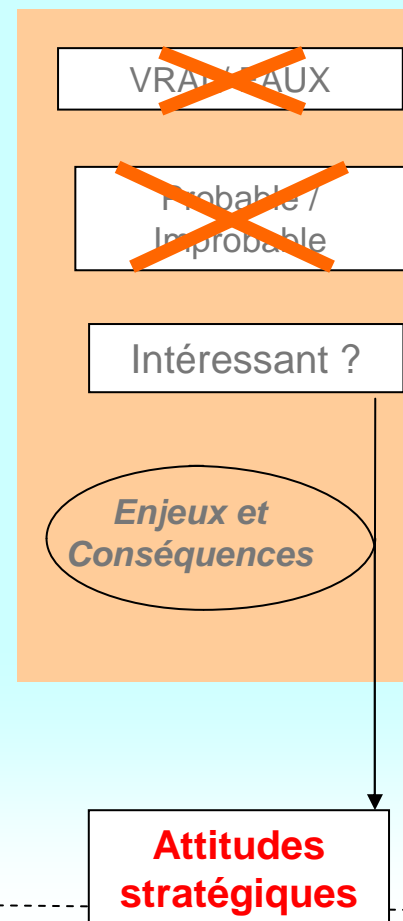 VRAI / FAUX
Probable /
Improbable
Intéressant ?
Enjeux et
Conséquences
Attitudes
stratégiques